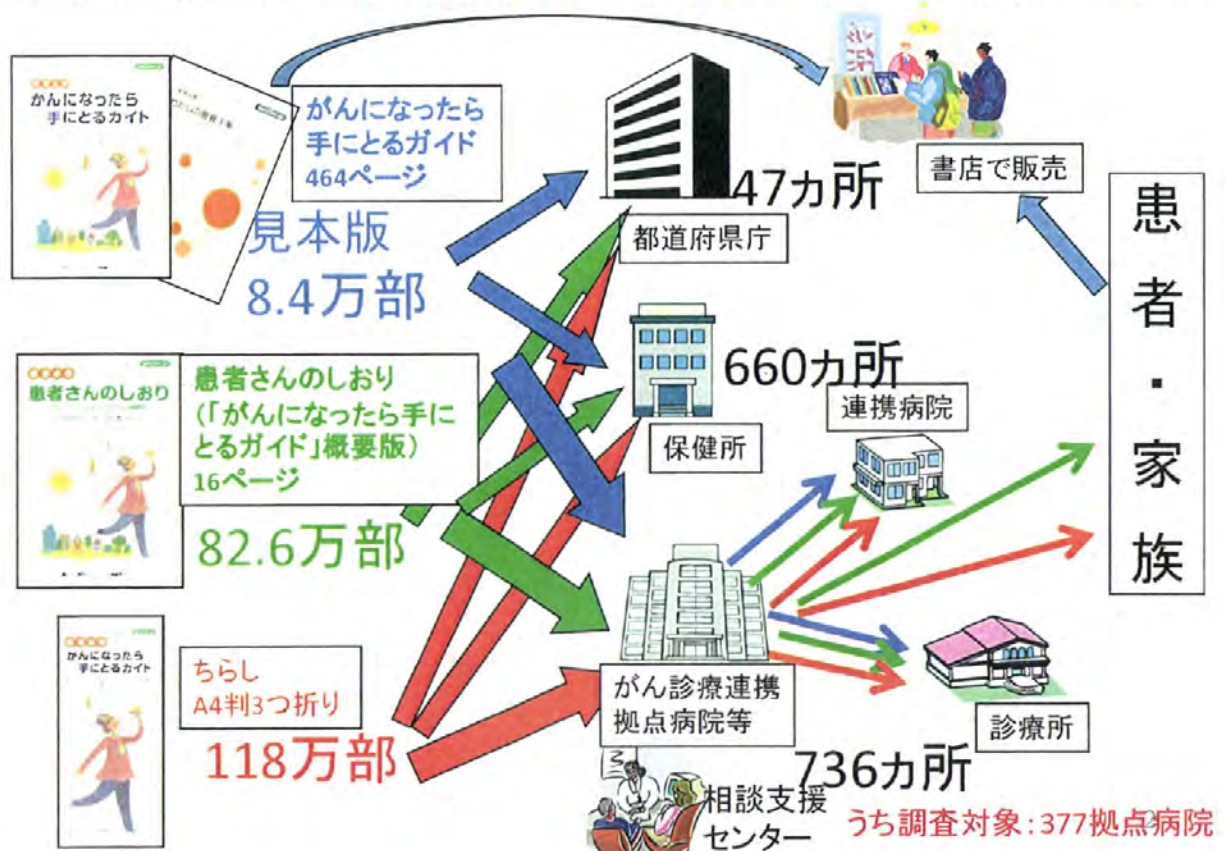 がんになったら
手にとるガイド
がんになったら
手にとるガイド
464ページ
見本版
8.4万部
47ヵ所
都道府県庁
書店で販売
患者・家族
患者さんのしおり
患者さんのしおり
(「がんになったら手に
とるガイド」概要版)
16ページ
82.6万部
660ヵ所
保健所
連携病院
がんになったら
手にとるガイド
ちらし
A4判3つ折り
118万部
がん診療連携
拠点病院等
736ヵ所
診療所
相談支援
センター
うち調査対象:377拠点病院